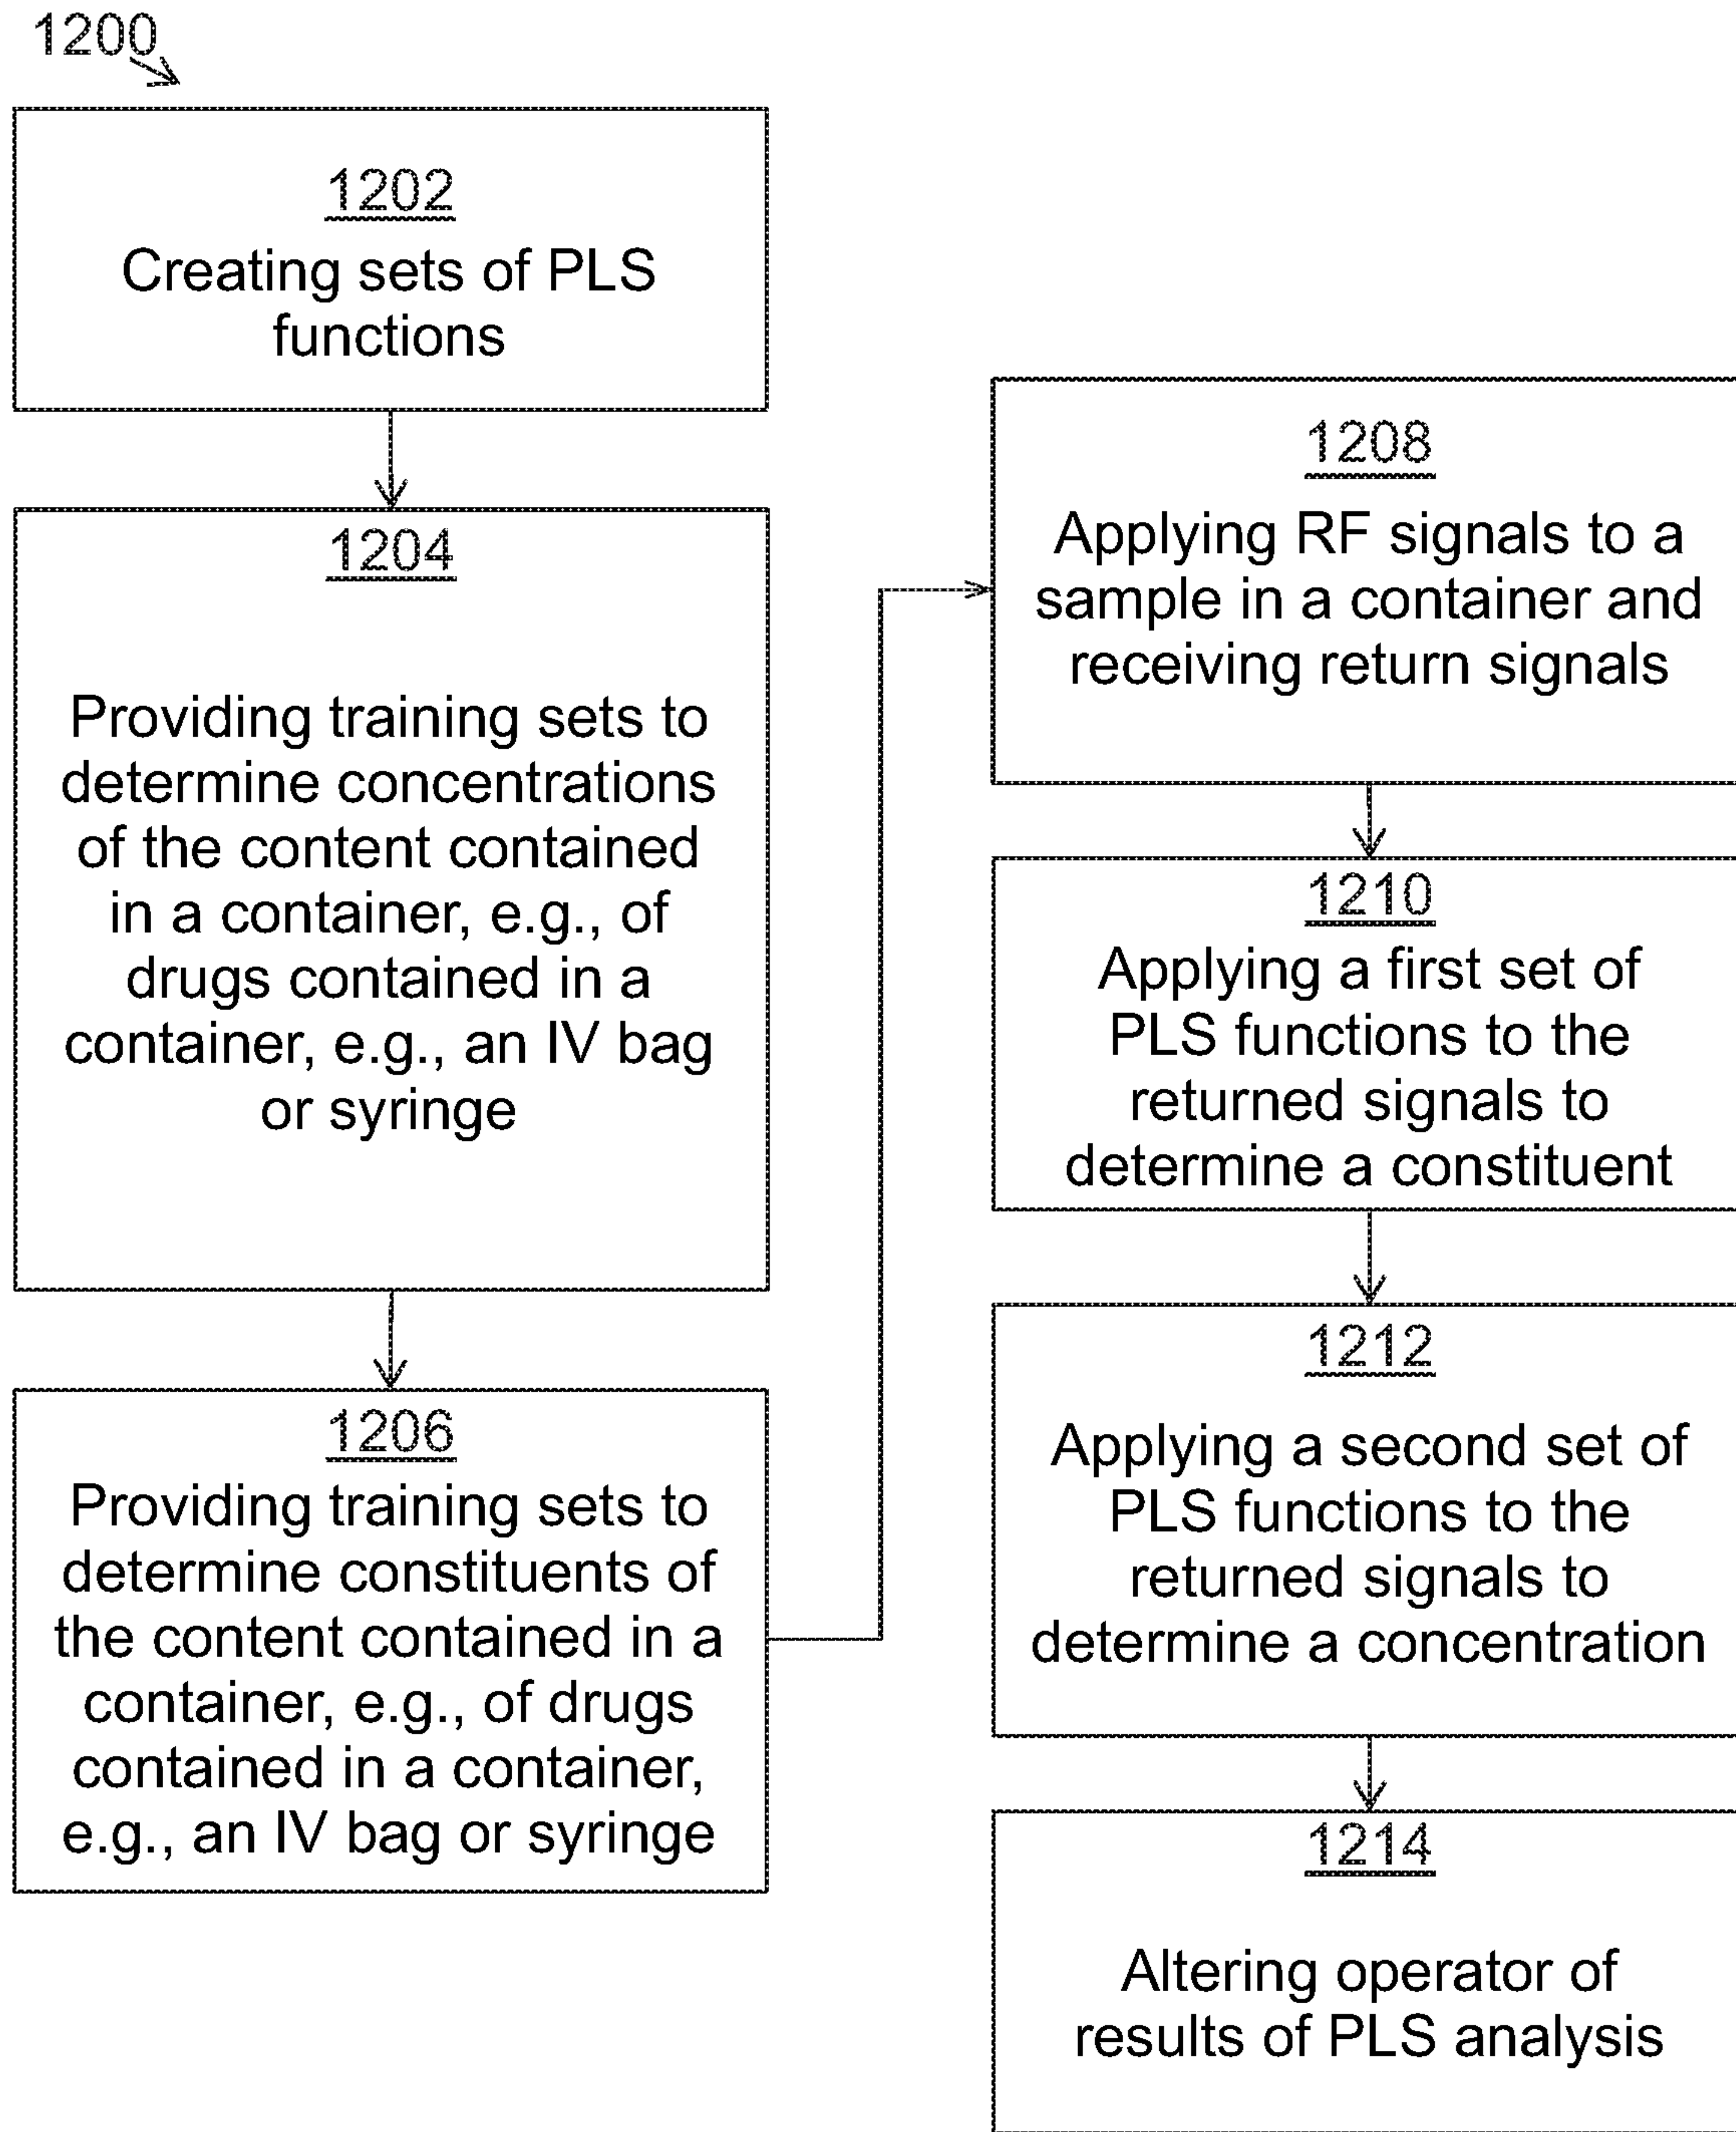 1200
1202
Creating sets of PLS
functions
1204
Providing training sets to
determine concentrations
of the content contained
in a container, e.g., of
drugs contained in a
container, e.g., an IV bag
or syringe
1206
Providing training sets to
determine constituents of
the content contained in a
container, e.g., of drugs
contained in a container,
e.g., an IV bag or syringe
1208
Applying RF signals to a
sample in a container and
receiving return signals
1210
Applying a first set of
PLS functions to the
returned signals to
determine a constituent
1212
Applying a second set of
PLS functions to the
returned signals to
determine a concentration
1214
Altering operator of
results of PLS analysis